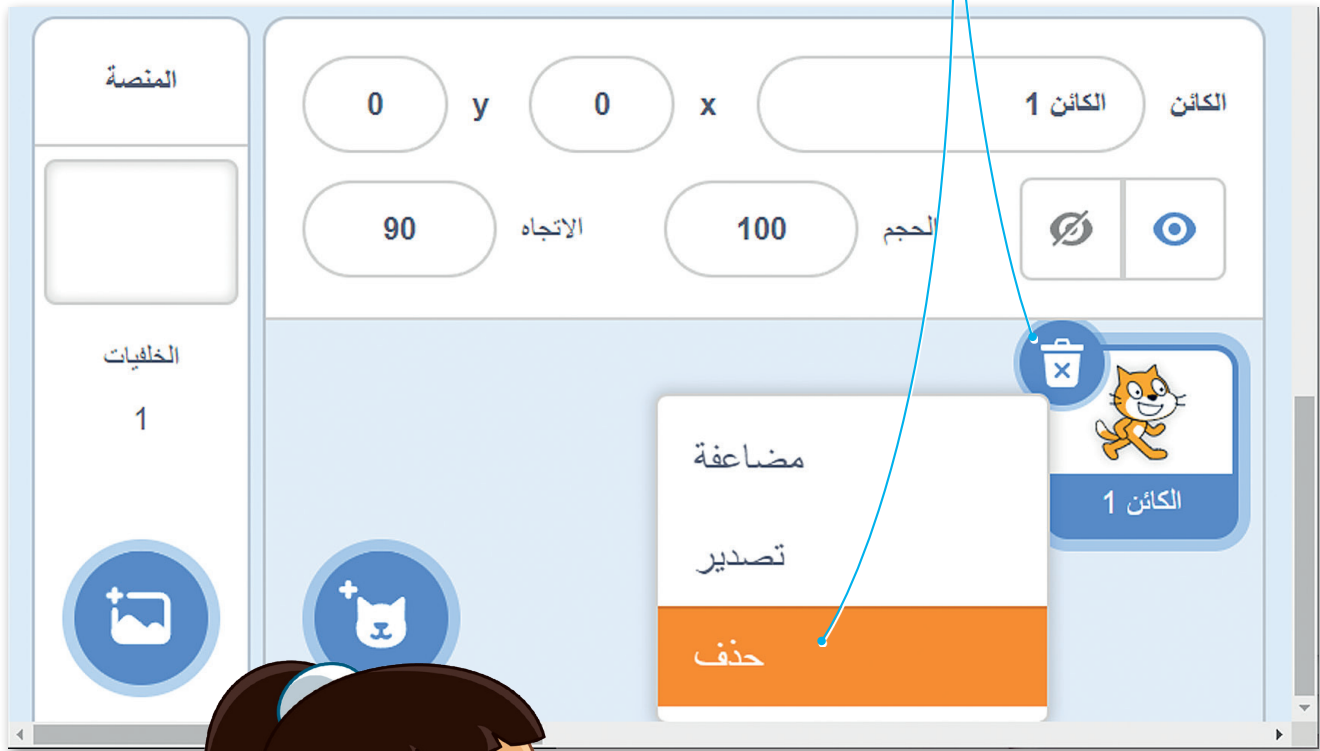 الكائن الكائن 1 x 0 y 0
الحجم 100 الاتجاه 90
الكائن 1
مضاعفة
تصدير
حذف
المنصة
الخلفيات
1